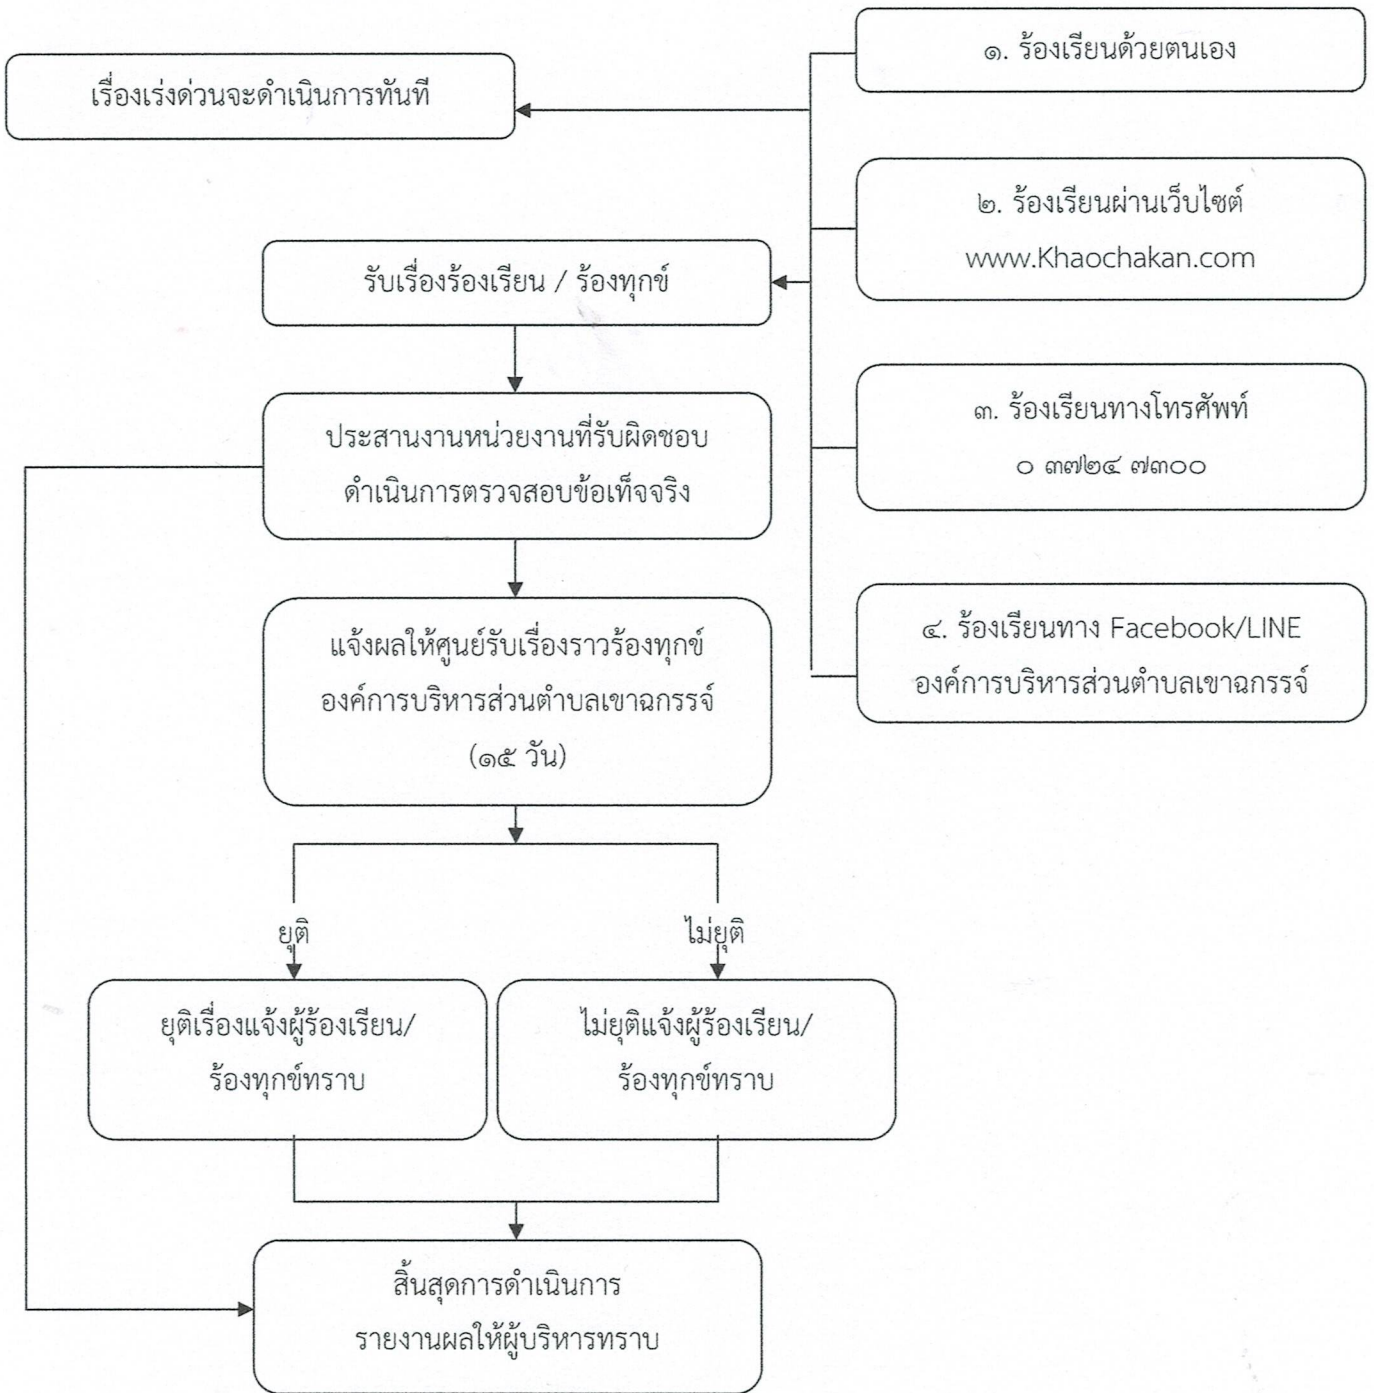 ๑. ร้องเรียนด้วยตนเอง
เรื่องเร่งด่วนจะดำเนินการทันที
๒. ร้องเรียนผ่านเว็บไซต์
www.Khaochakan.com
รับเรื่องร้องเรียน / ร้องทุกข์
๓. ร้องเรียนทางโทรศัพท์
๐ ๓๗๒๔ ๗๓๐๐
ประสานงานหน่วยงานที่รับผิดชอบ
ดำเนินการตรวจสอบข้อเท็จจริง
๔. ร้องเรียนทาง Facebook/LINE
องค์การบริหารส่วนตำบลเขาฉกรรจ์
แจ้งผลให้ศูนย์รับเรื่องราวร้องทุกข์
องค์การบริหารส่วนตำบลเขาฉกรรจ์
(๑๕ วัน)
ยุติ
ไม่ยุติ
ยุติเรื่องแจ้งผู้ร้องเรียน/
ร้องทุกข์ทราบ
ไม่ยุติแจ้งผู้ร้องเรียน/
ร้องทุกข์ทราบ
สิ้นสุดการดำเนินการ
รายงานผลให้ผู้บริหารทราบ